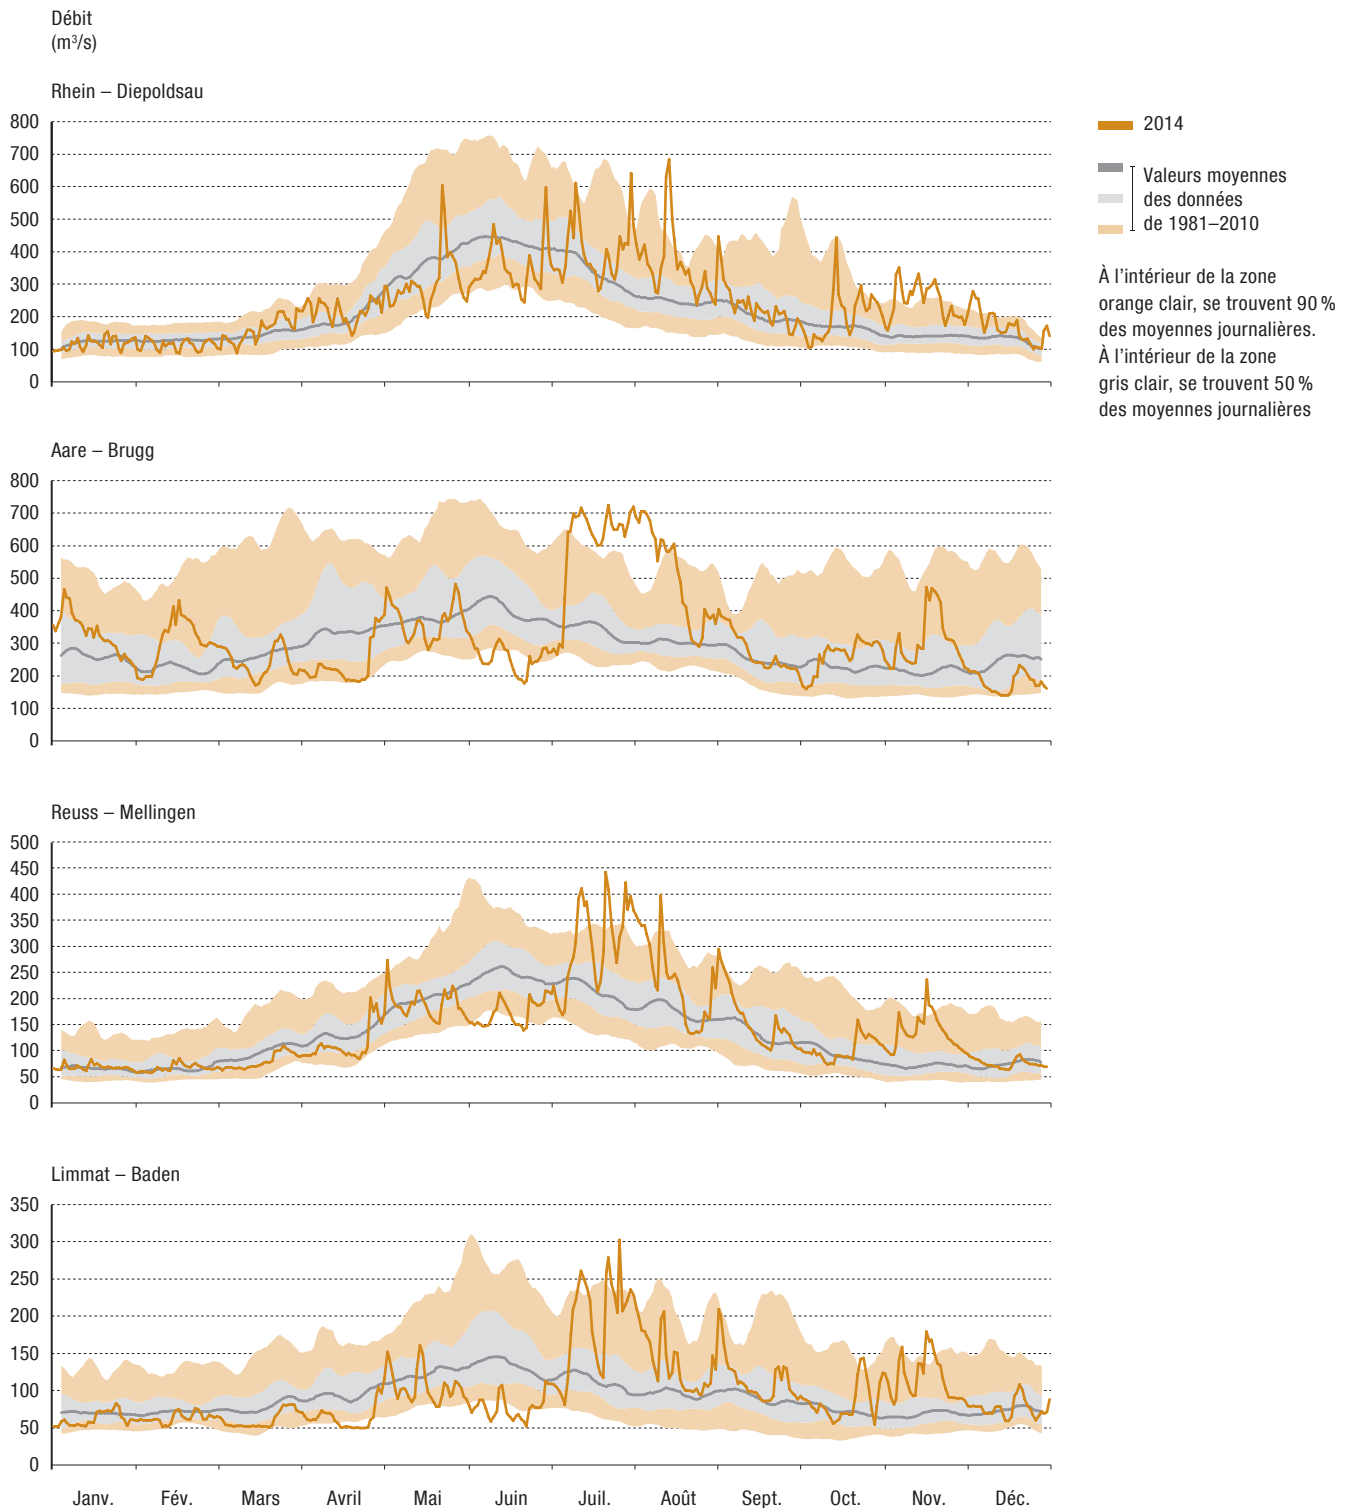 Débit
(m³/s)
Rhein – Diepoldsau
800
700
600
500
400
300
200
100
0
2014
Valeurs moyennes
des données
de 1981–2010
À l’intérieur de la zone
orange clair, se trouvent 90 %
des moyennes journalières.
À l’intérieur de la zone
gris clair, se trouvent 50 %
des moyennes journalières
Aare – Brugg
800
700
600
500
400
300
200
100
0
Reuss – Mellingen
500
450
400
350
300
250
200
150
100
50
0
Limmat – Baden
350
300
250
200
150
100
50
0
Janv. Fév. Mars Avril Mai Juin Juil. Août Sept. Oct. Nov. Déc.